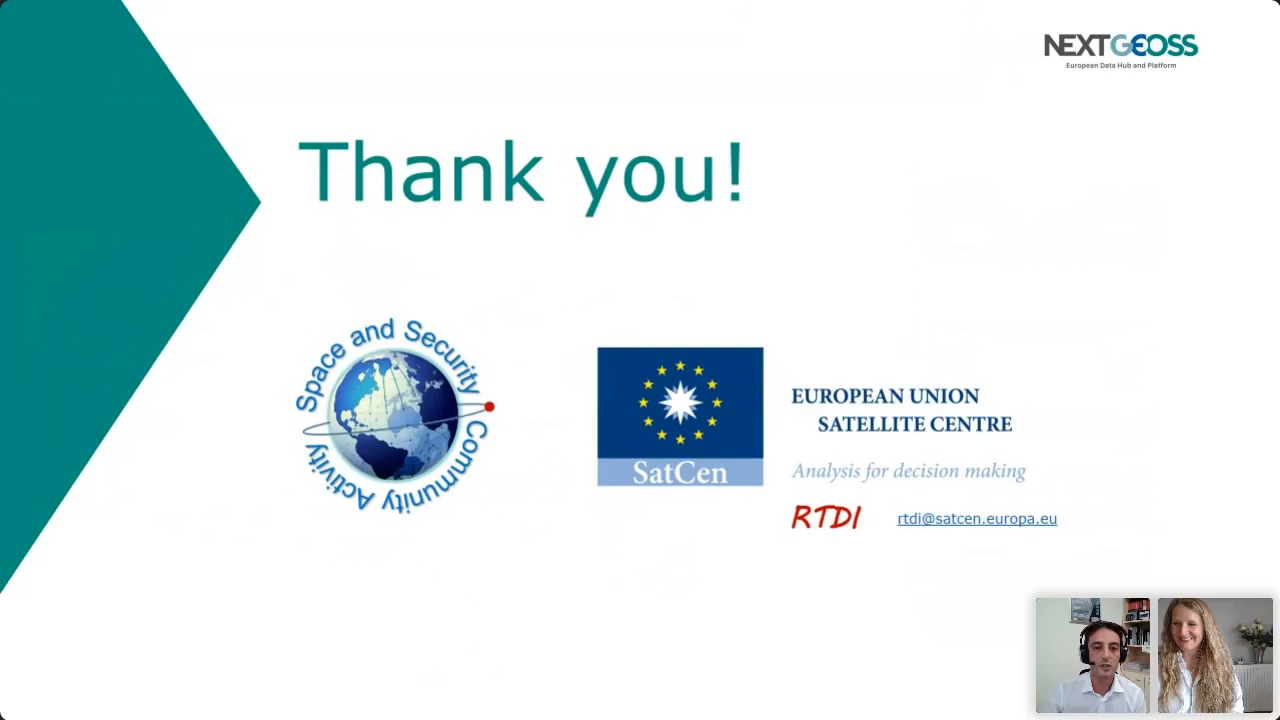 NEXTGEOSS
European Data Hub and Platform
Thank you!
Space and Security
Community Activity
SatCen
EUROPEAN UNION
SATELLITE CENTRE
Analysis for decision making
RTDI rtdi@satcen.europa.eu